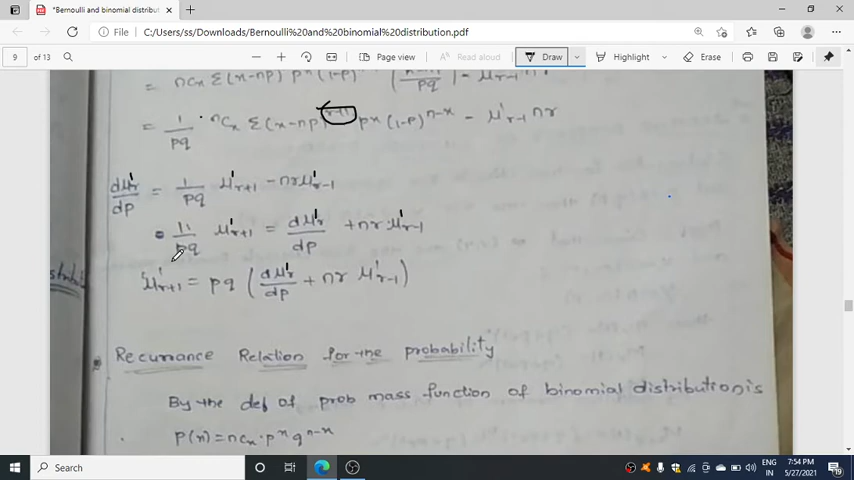 *Bernoulli and binomial distribut
File | C:/Users/ss/Downloads/Bernoulli%20and%20binomial%20distribution.pdf
9 of 13 Page view Read aloud Draw Highlight Erase
= 1/pq · nCx Σ(x-np)^r+1 p^x (1-p)^n-x - μ'r-1 nr
dμ'r/dp = 1/pq μ'r+1 - nrμ'r-1
1/pq μ'r+1 = dμ'r/dp + nr·μ'r-1
μ'r+1 = pq (dμ'r/dp + nr μ'r-1)
Recurrance Relation for the probability
By the def of prob mass function of binomial distribution is
P(x) = nCx · p^x q^n-x
Search
ENG
IN
7:54 PM
5/27/2021
19